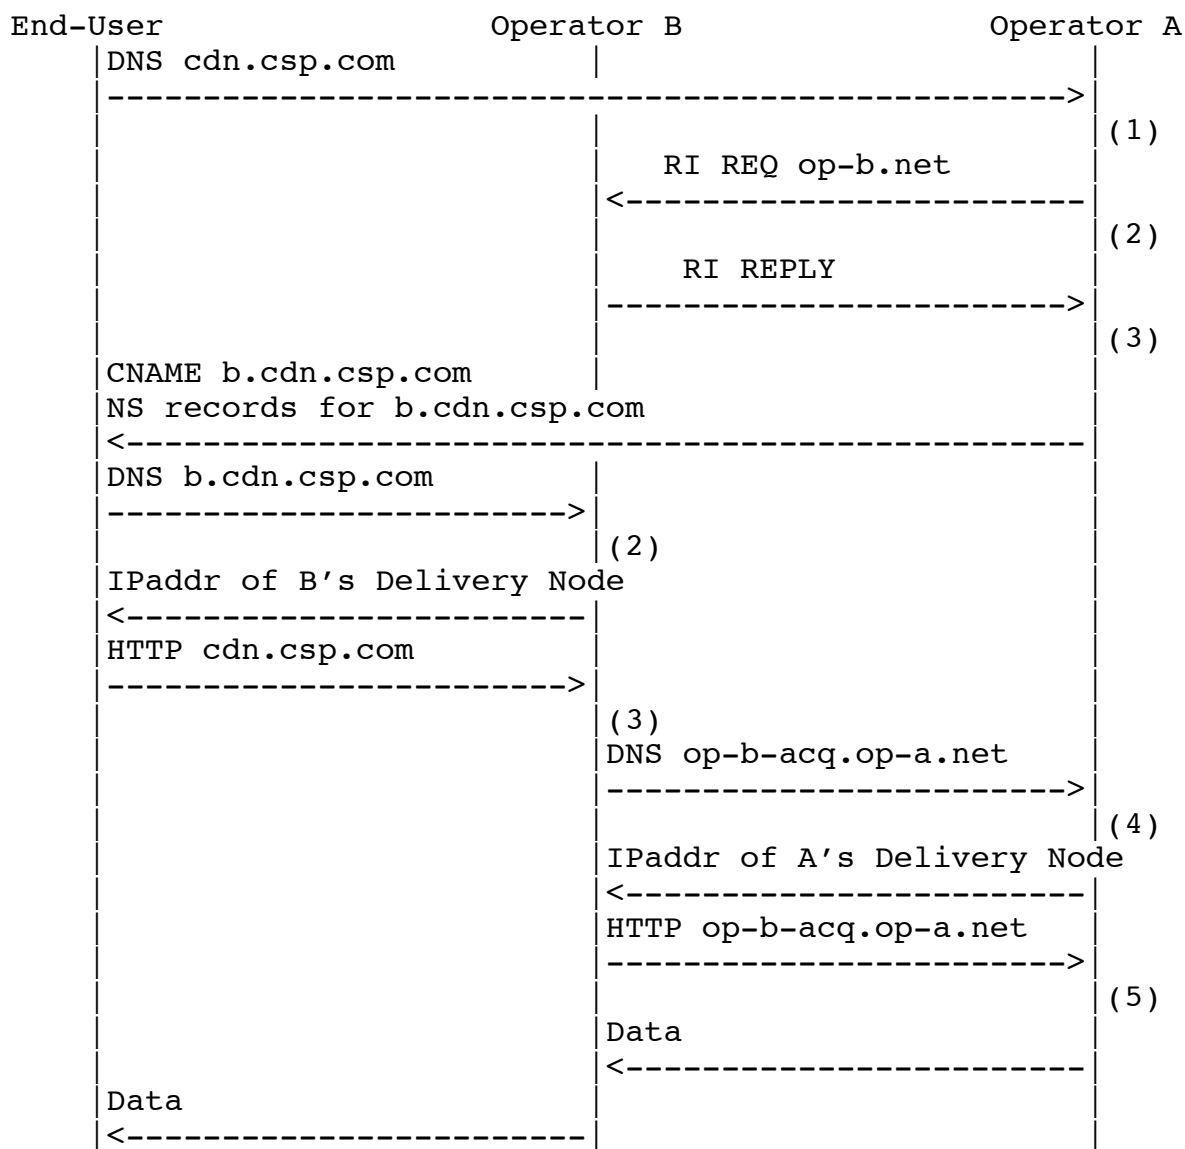 End-User Operator B Operator A
|DNS cdn.csp.com | |
|-------------------------------------------------->|
| | |(1)
| | RI REQ op-b.net |
| |<------------------------|
| | |(2)
| | RI REPLY |
| |------------------------>|
| | |(3)
|CNAME b.cdn.csp.com | |
|NS records for b.cdn.csp.com |
|<--------------------------------------------------|
|DNS b.cdn.csp.com | |
|------------------------>| |
| |(2) |
|IPaddr of B’s Delivery Node |
|<------------------------| |
|HTTP cdn.csp.com | |
|------------------------>| |
| |(3) |
| |DNS op-b-acq.op-a.net |
| |------------------------>|
| | |(4)
| |IPaddr of A’s Delivery Node
| |<------------------------|
| |HTTP op-b-acq.op-a.net |
| |------------------------>|
| | |(5)
| |Data |
| |<------------------------|
|Data | |
|<------------------------| |